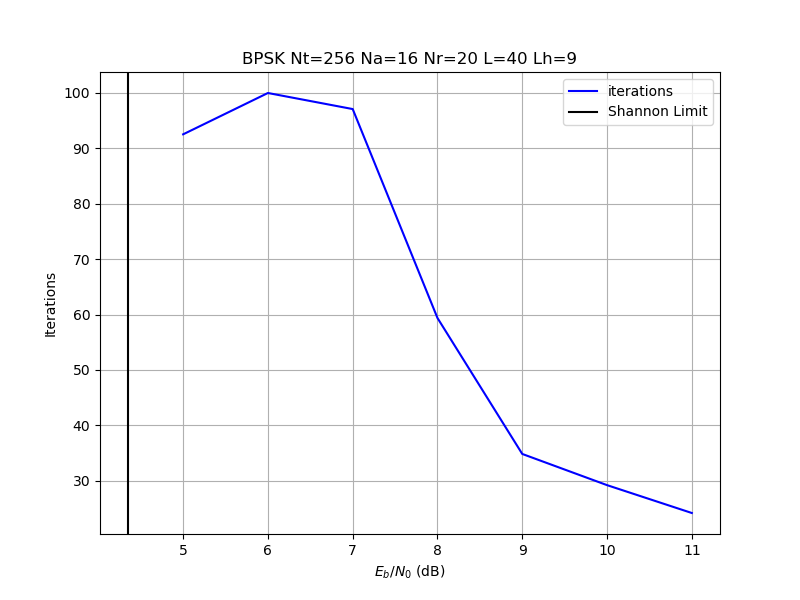 BPSK Nt=256 Na=16 Nr=20 L=40 Lh=9
iterations
Shannon Limit
100
90
80
70
60
50
40
30
Iterations
5 6 7 8 9 10 11
E_b/N_0 (dB)